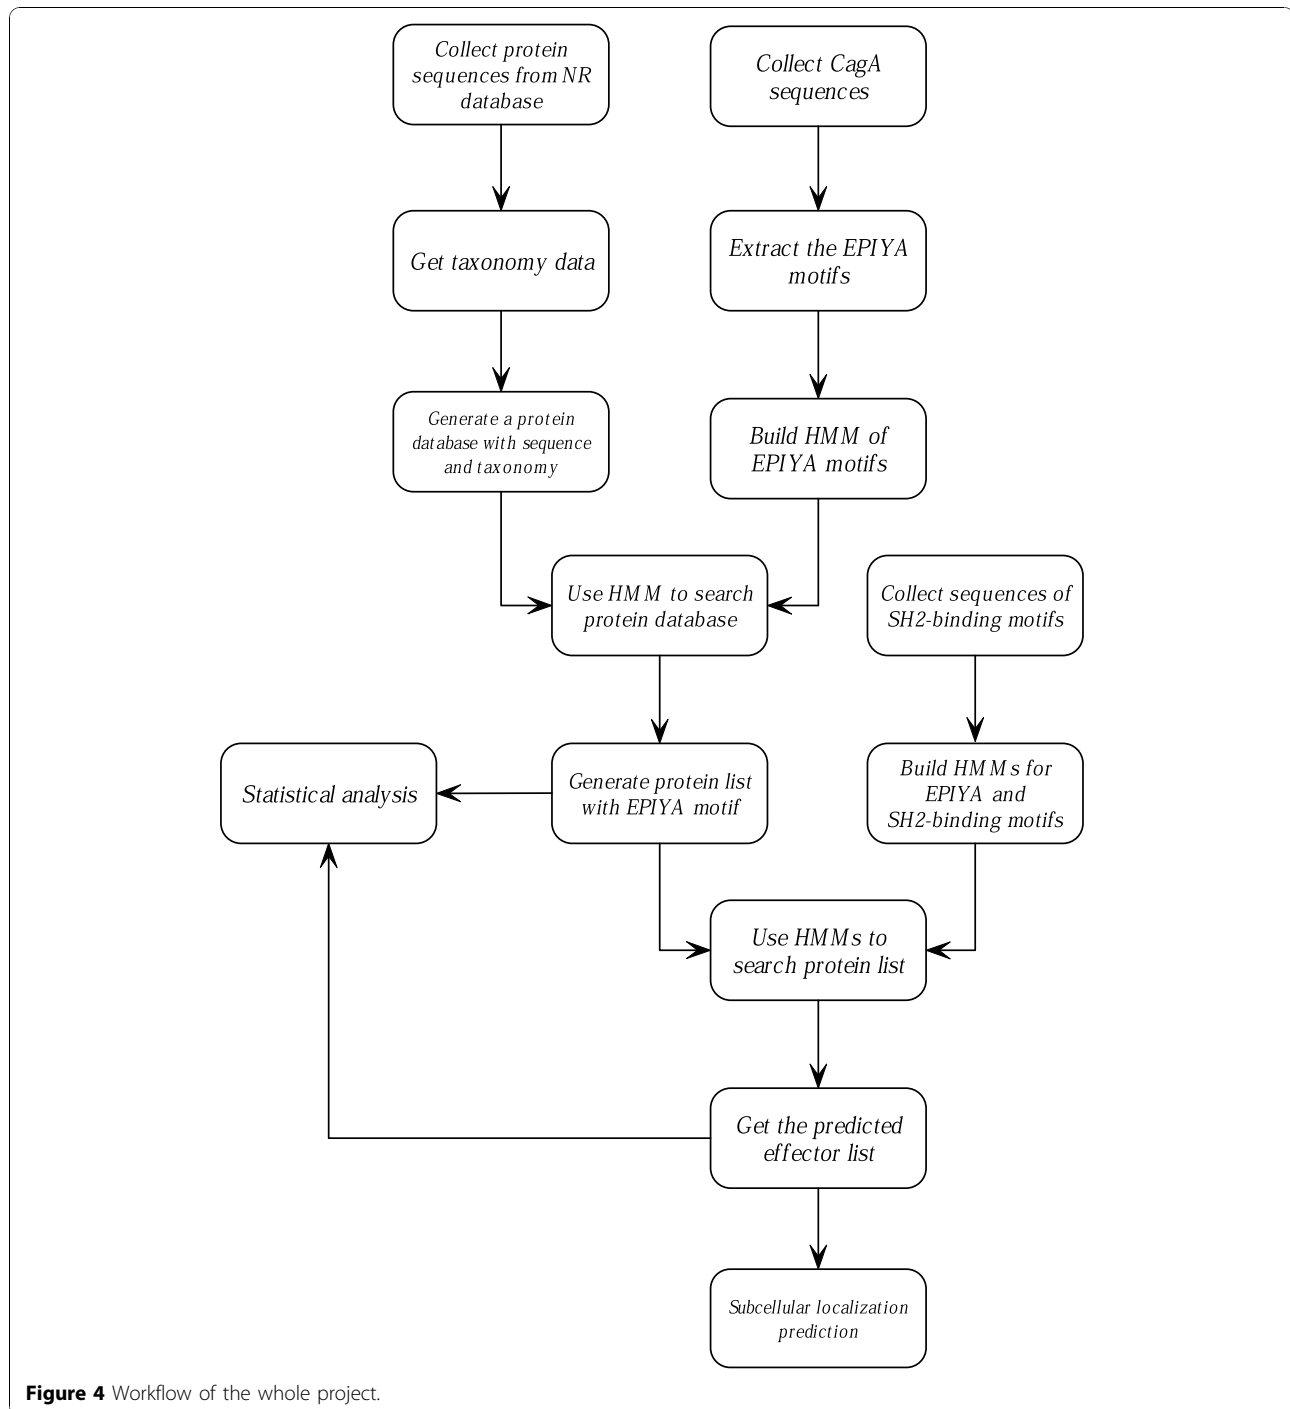 Collect protein
sequences from NR
database
Collect CagA
sequences
Get taxonomy data
Extract the EPIYA
motifs
Generate a protein
database with sequence
and taxonomy
Build HMM of
EPIYA motifs
Use HMM to search
protein database
Collect sequences of
SH2-binding motifs
Statistical analysis
Generate protein list
with EPIYA motif
Build HMMs for
EPIYA and
SH2-binding motifs
Use HMMs to
search protein list
Get the predicted
effector list
Subcellular localization
prediction
Figure 4 Workflow of the whole project.